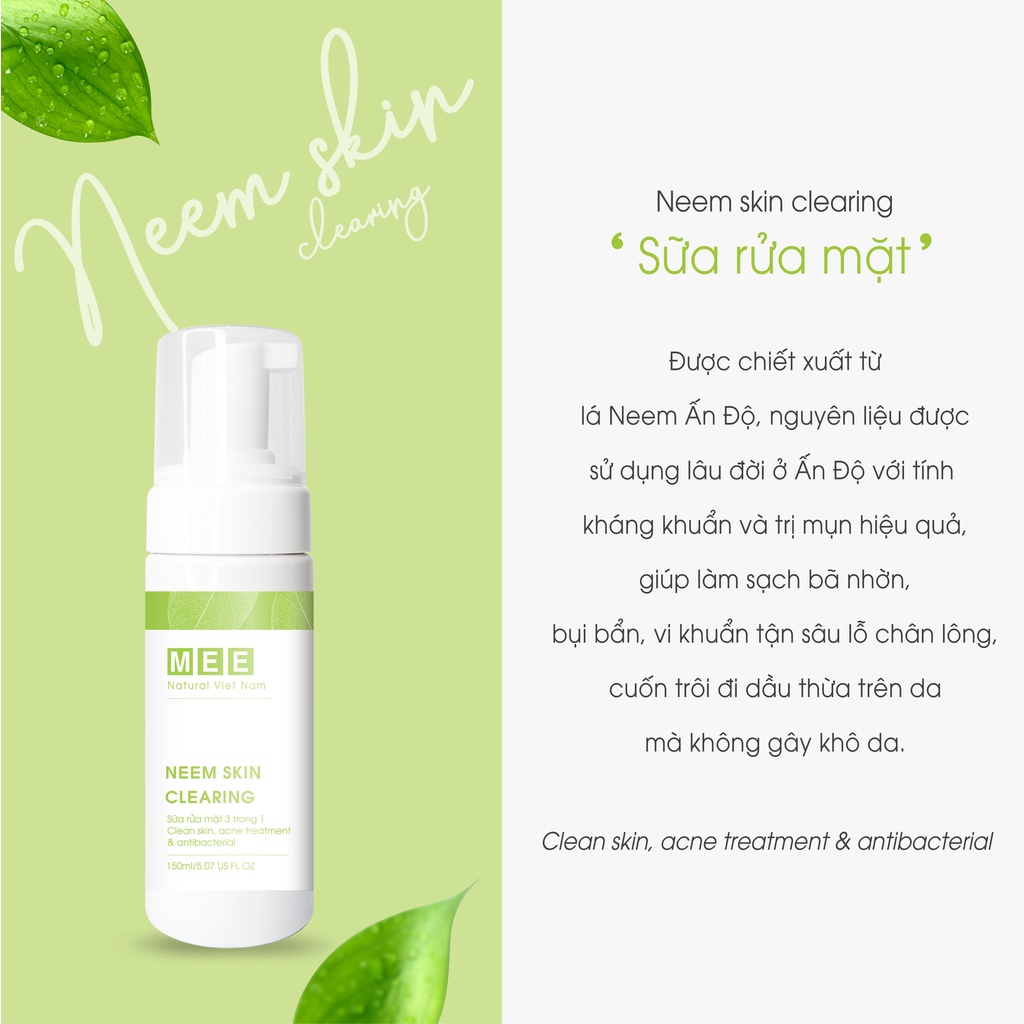 Neem skin
clearing
MEE
Natural Viet Nam
NEEM SKIN
CLEARING
Sữa rửa mặt 3 trong 1
Clean skin, acne treatment
& antibacterial
150ml/5.07 US FL OZ
Neem skin clearing
‘ Sữa rửa mặt ’
Được chiết xuất từ
lá Neem Ấn Độ, nguyên liệu được
sử dụng lâu đời ở Ấn Độ với tính
kháng khuẩn và trị mụn hiệu quả,
giúp làm sạch bã nhờn,
bụi bẩn, vi khuẩn tận sâu lỗ chân lông,
cuốn trôi đi dầu thừa trên da
mà không gây khô da.
Clean skin, acne treatment & antibacterial